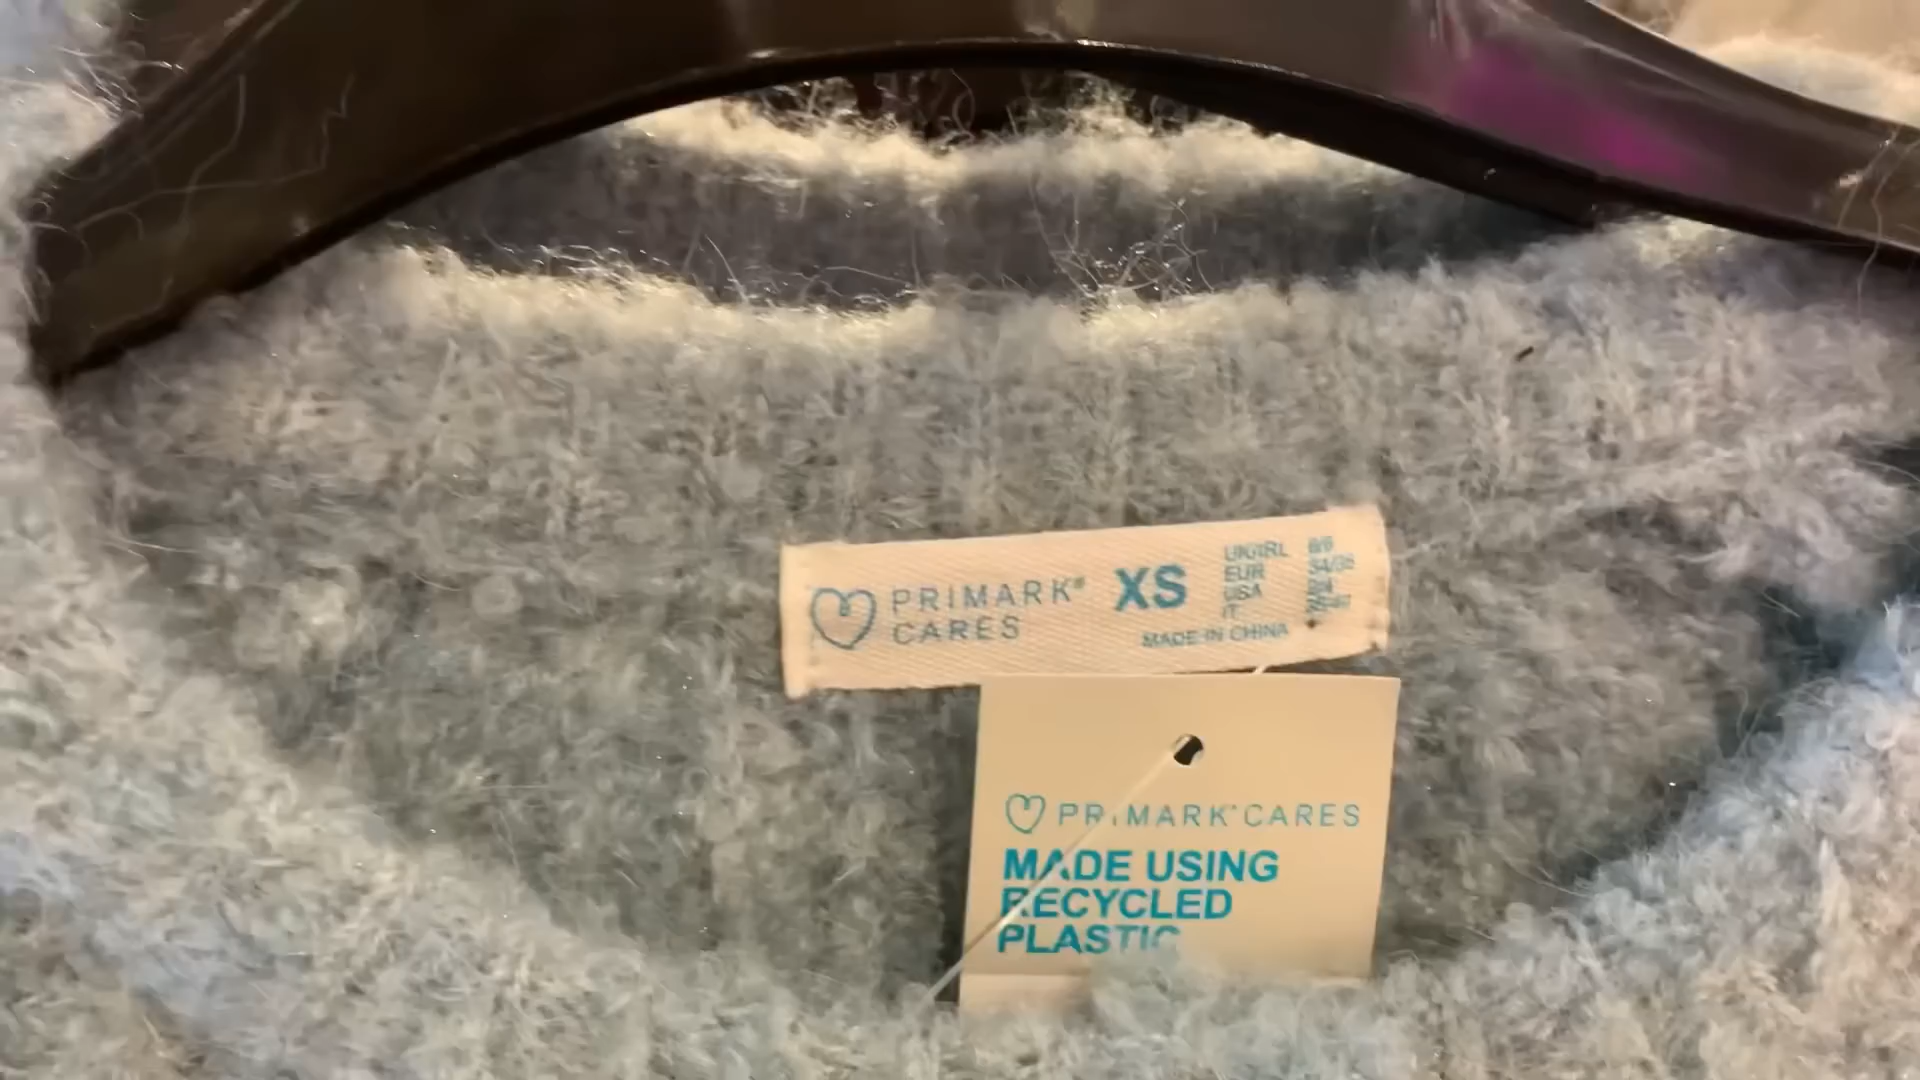 PRIMARK®
CARES
XS
UK/IRL
EUR
USA
IT
MADE IN CHINA
PRIMARK® CARES
MADE USING
RECYCLED
PLASTIC